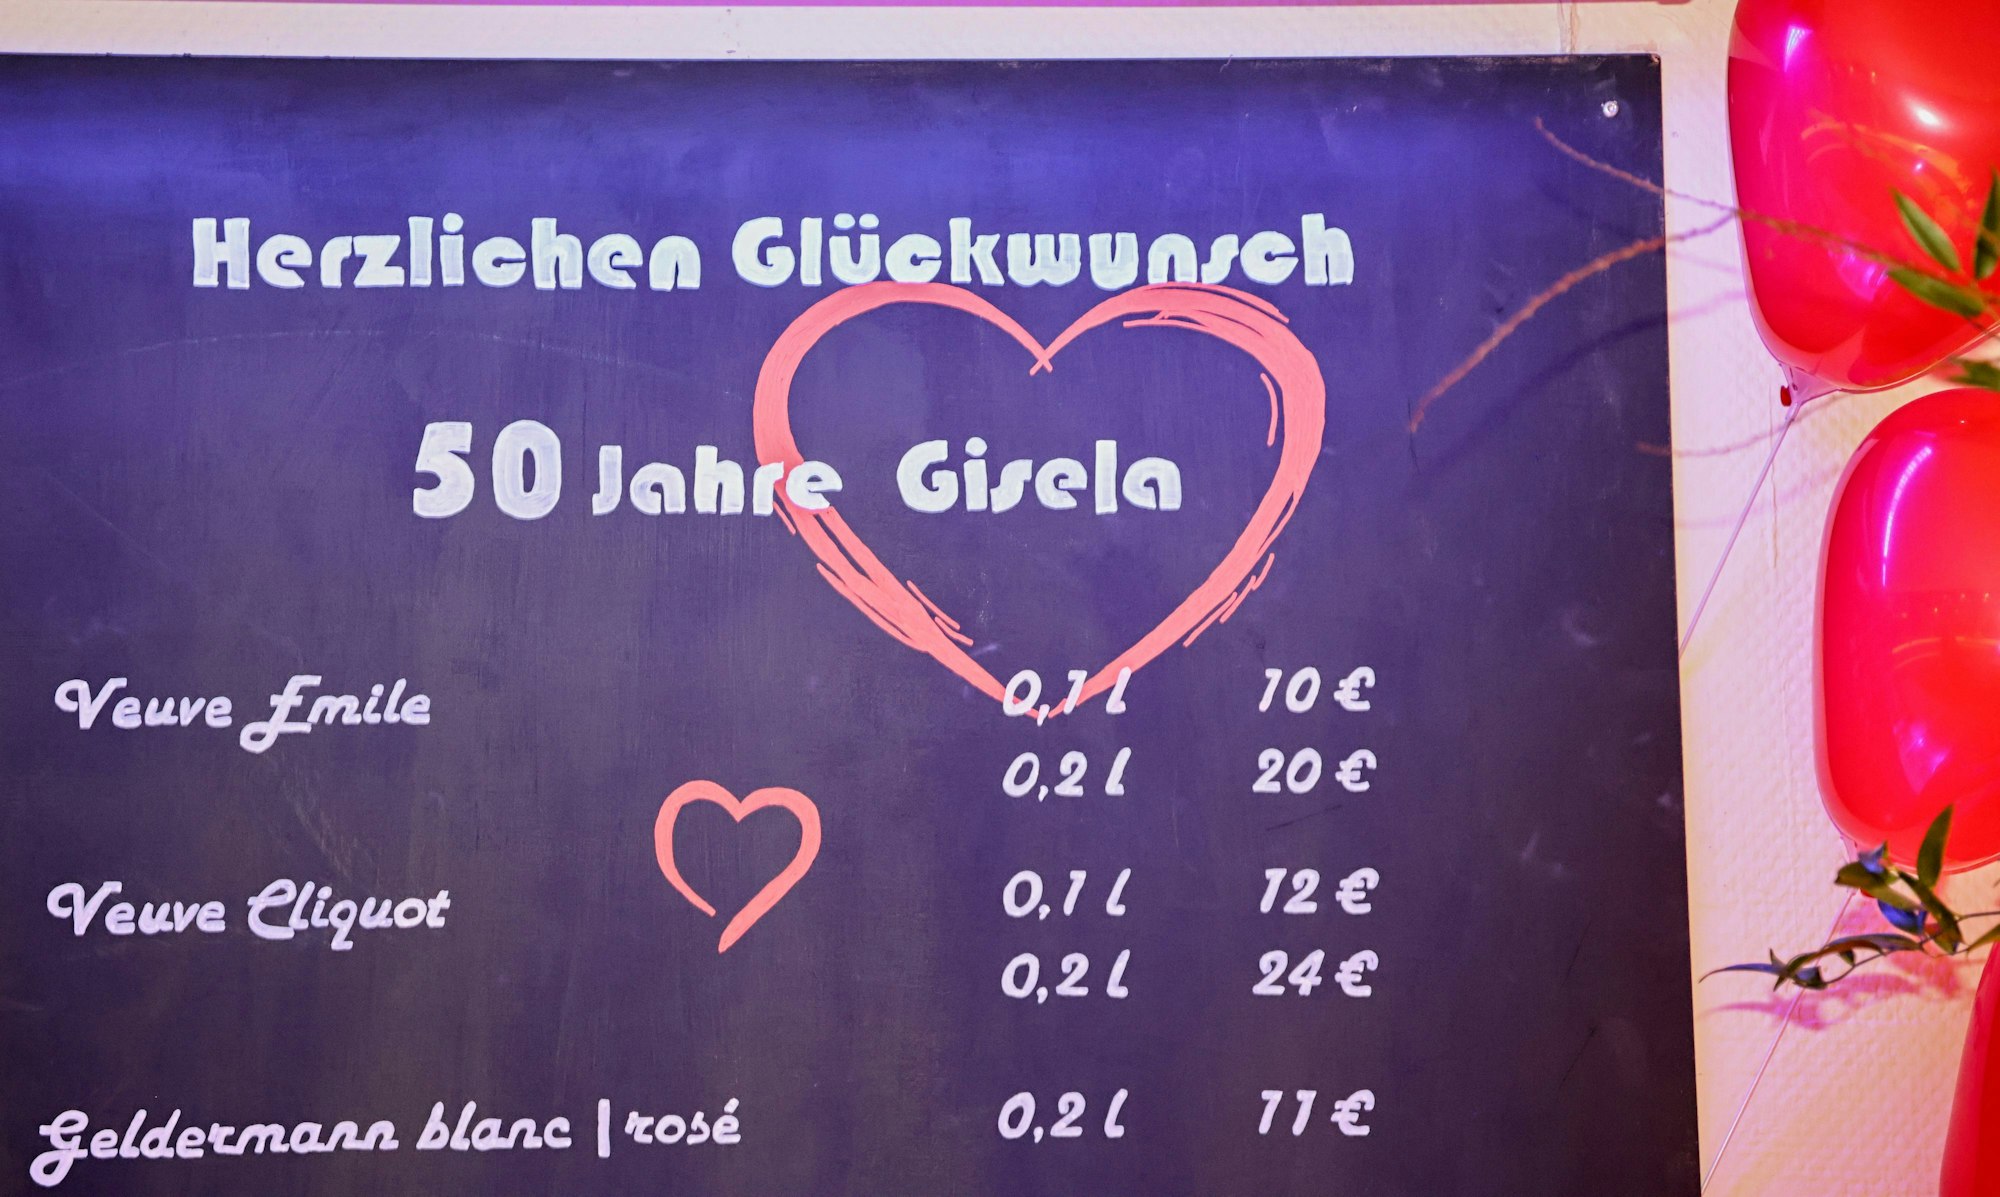 Herzlichen Glückwunsch
50 Jahre Gisela
Veuve Emile 0,1 l 10 €
0,2 l 20 €
Veuve Cliquot 0,1 l 12 €
0,2 l 24 €
Geldermann blanc | rosé 0,2 l 11 €